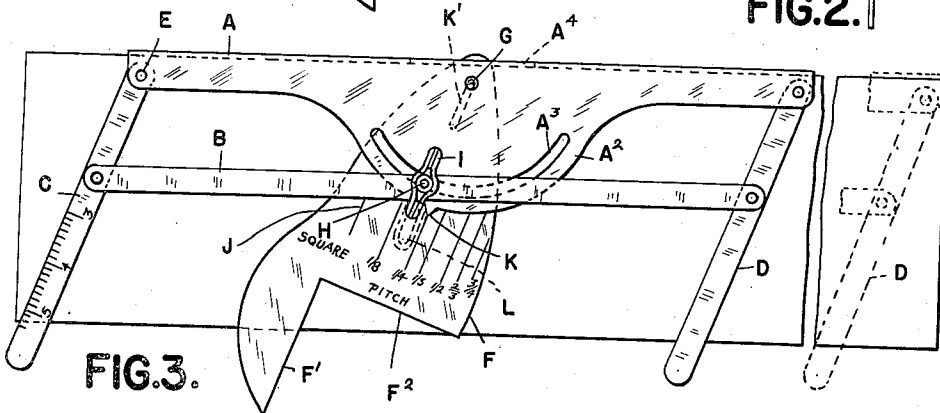 FIG.2.
A E K' G A⁴
A³
A²
B I
C
3
J H K
SQUARE 1/8 1/4 1/3 1/2 2/3 3/4
PITCH
4
5
L
D D
F
F' F²
FIG.3.